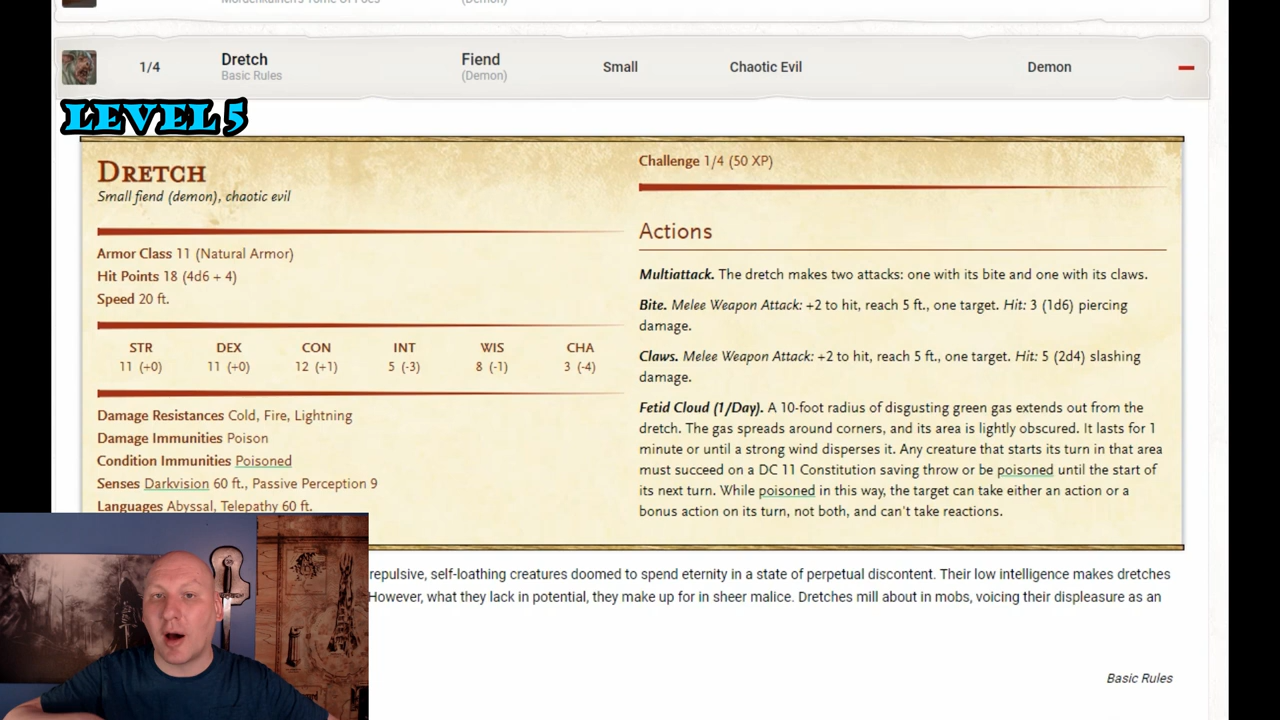 Mordenkainen's Tome of Foes
(Demon)
1/4
Dretch
Basic Rules
Fiend
(Demon)
Small
Chaotic Evil
Demon
LEVEL 5
DRETCH
Small fiend (demon), chaotic evil
Armor Class 11 (Natural Armor)
Hit Points 18 (4d6 + 4)
Speed 20 ft.
STR DEX CON INT WIS CHA
11 (+0) 11 (+0) 12 (+1) 5 (-3) 8 (-1) 3 (-4)
Damage Resistances Cold, Fire, Lightning
Damage Immunities Poison
Condition Immunities Poisoned
Senses Darkvision 60 ft., Passive Perception 9
Languages Abyssal, Telepathy 60 ft.
Challenge 1/4 (50 XP)
Actions
Multiattack. The dretch makes two attacks: one with its bite and one with its claws.
Bite. Melee Weapon Attack: +2 to hit, reach 5 ft., one target. Hit: 3 (1d6) piercing
damage.
Claws. Melee Weapon Attack: +2 to hit, reach 5 ft., one target. Hit: 5 (2d4) slashing
damage.
Fetid Cloud (1/Day). A 10-foot radius of disgusting green gas extends out from the
dretch. The gas spreads around corners, and its area is lightly obscured. It lasts for 1
minute or until a strong wind disperses it. Any creature that starts its turn in that area
must succeed on a DC 11 Constitution saving throw or be poisoned until the start of
its next turn. While poisoned in this way, the target can take either an action or a
bonus action on its turn, not both, and can't take reactions.
repulsive, self-loathing creatures doomed to spend eternity in a state of perpetual discontent. Their low intelligence makes dretches
However, what they lack in potential, they make up for in sheer malice. Dretches mill about in mobs, voicing their displeasure as an
Basic Rules